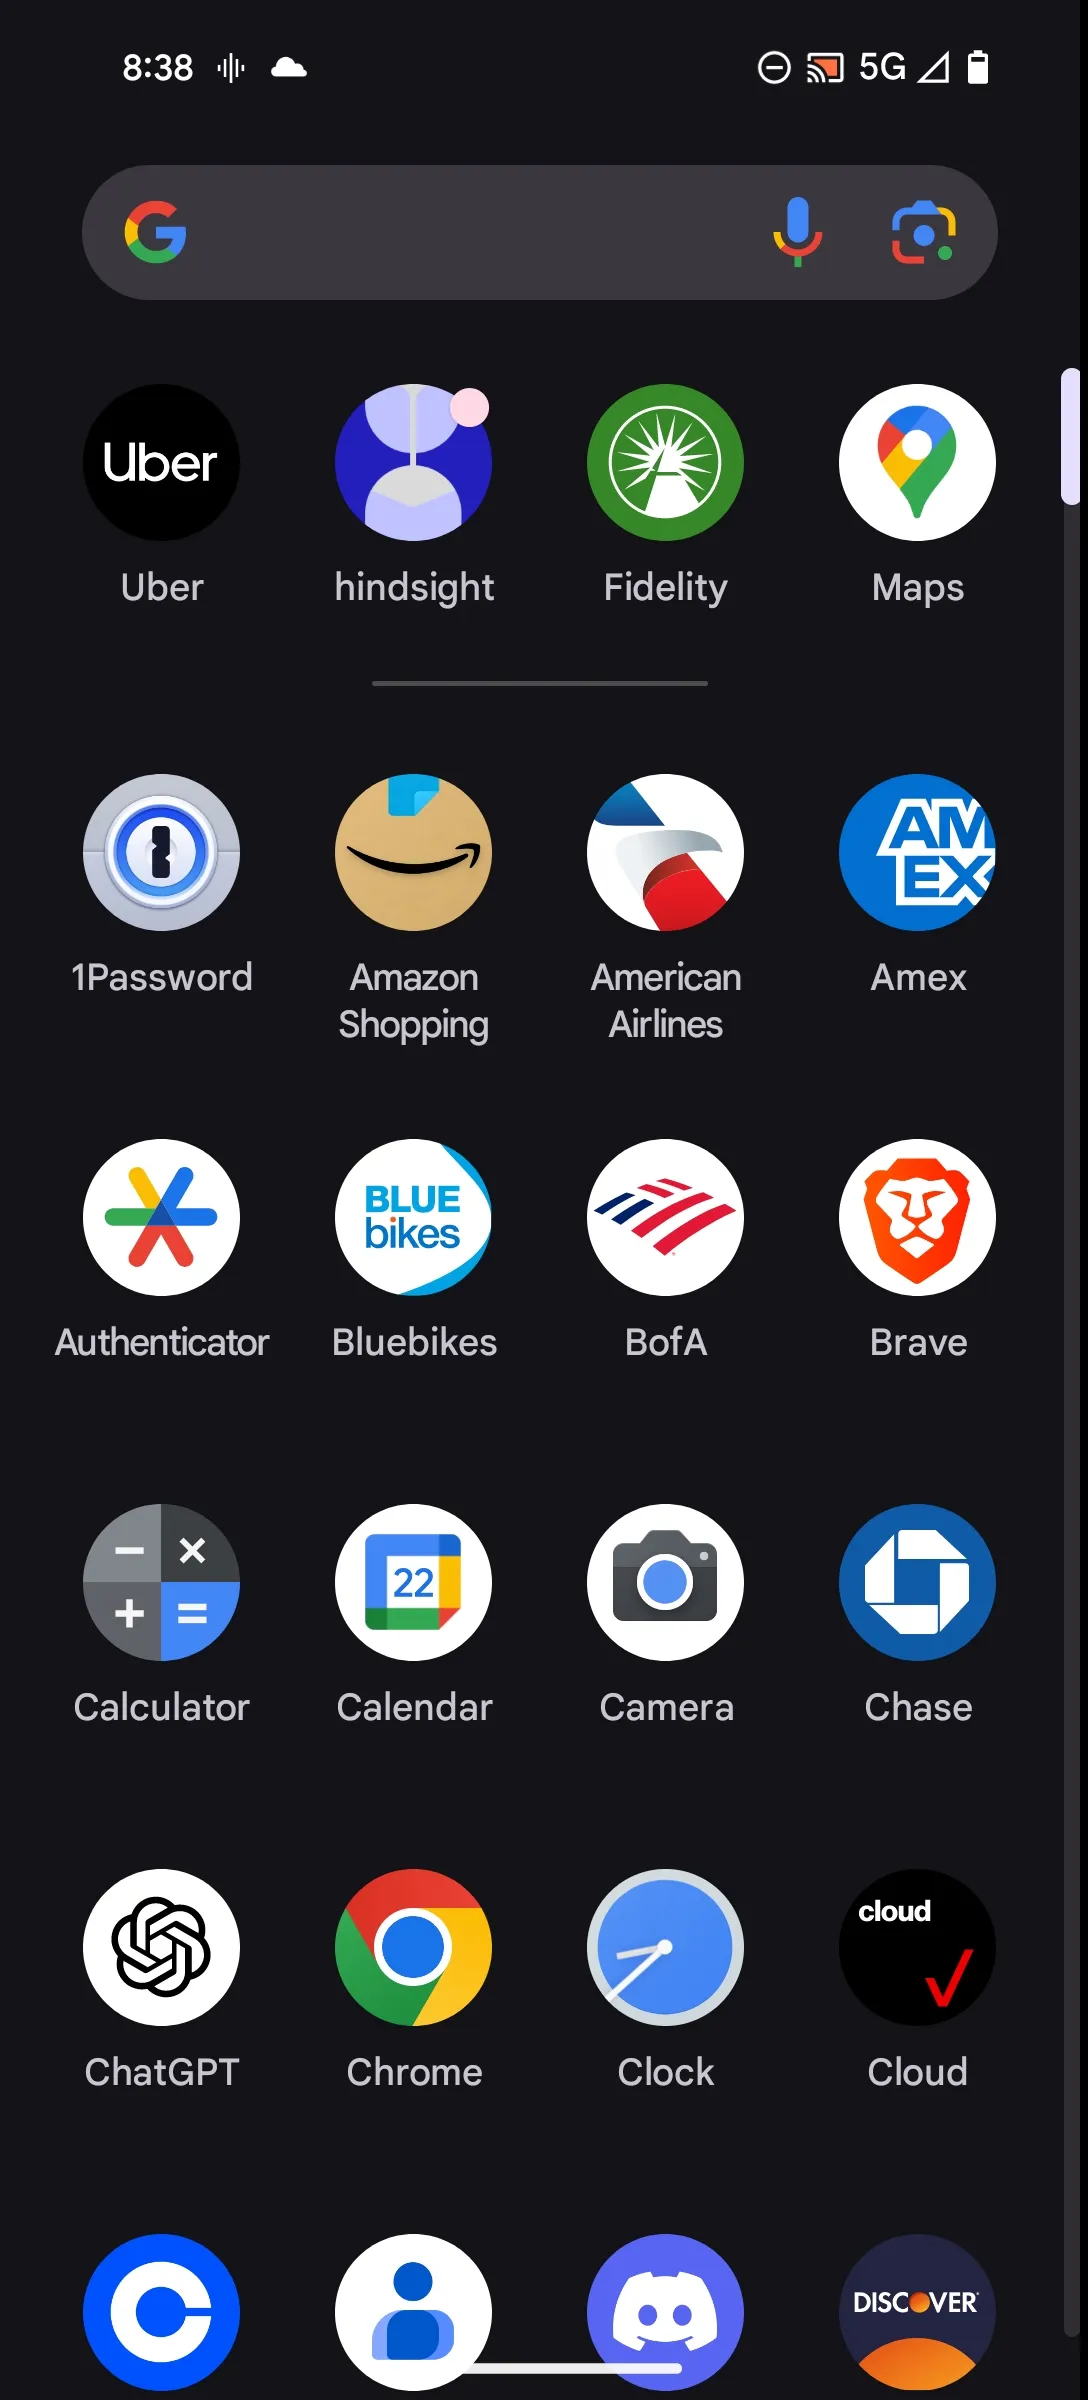 8:38
5G
Uber
Uber
hindsight
Fidelity
Maps
AM
EX
1Password
Amazon
Shopping
American
Airlines
Amex
BLUE
bikes
Authenticator
Bluebikes
BofA
Brave
22
Calculator
Calendar
Camera
Chase
cloud
ChatGPT
Chrome
Clock
Cloud
DISCOVER